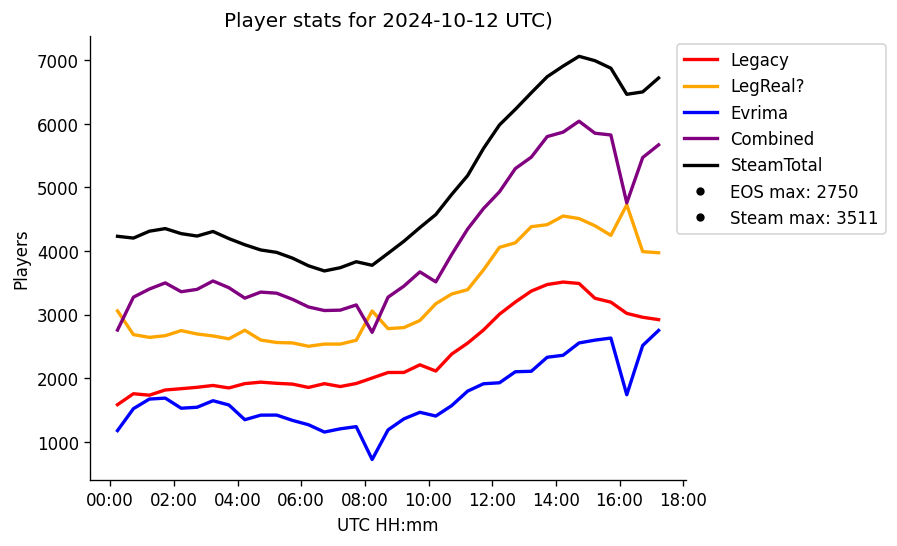 Player stats for 2024-10-12 UTC)
Players
7000
6000
5000
4000
3000
2000
1000
00:00 02:00 04:00 06:00 08:00 10:00 12:00 14:00 16:00 18:00
UTC HH:mm
Legacy
LegReal?
Evrima
Combined
SteamTotal
EOS max: 2750
Steam max: 3511